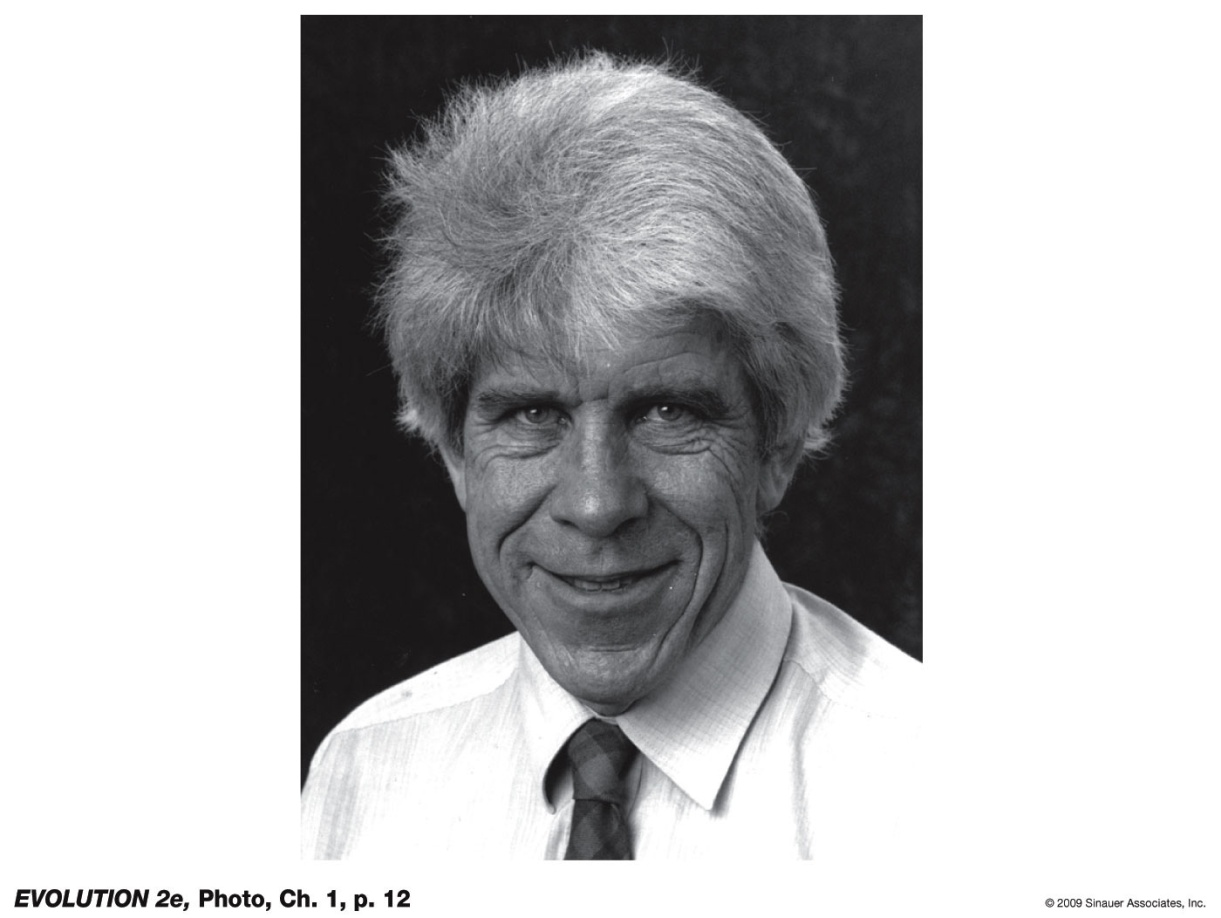 EVOLUTION 2e, Photo, Ch. 1, p. 12
© 2009 Sinauer Associates, Inc.